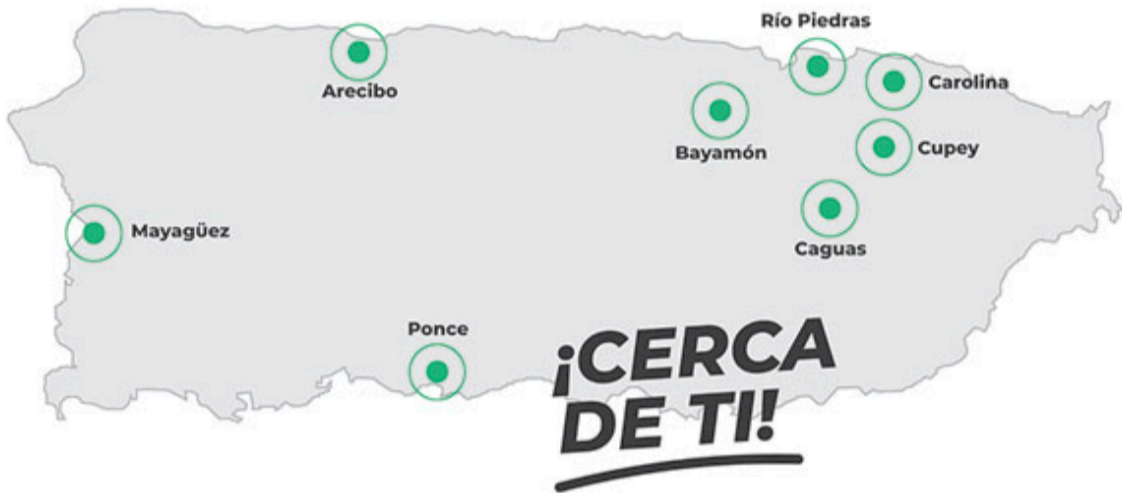 Río Piedras
Carolina
Arecibo
Bayamón
Cupey
Mayagüez
Caguas
Ponce
¡CERCA
DE TI!